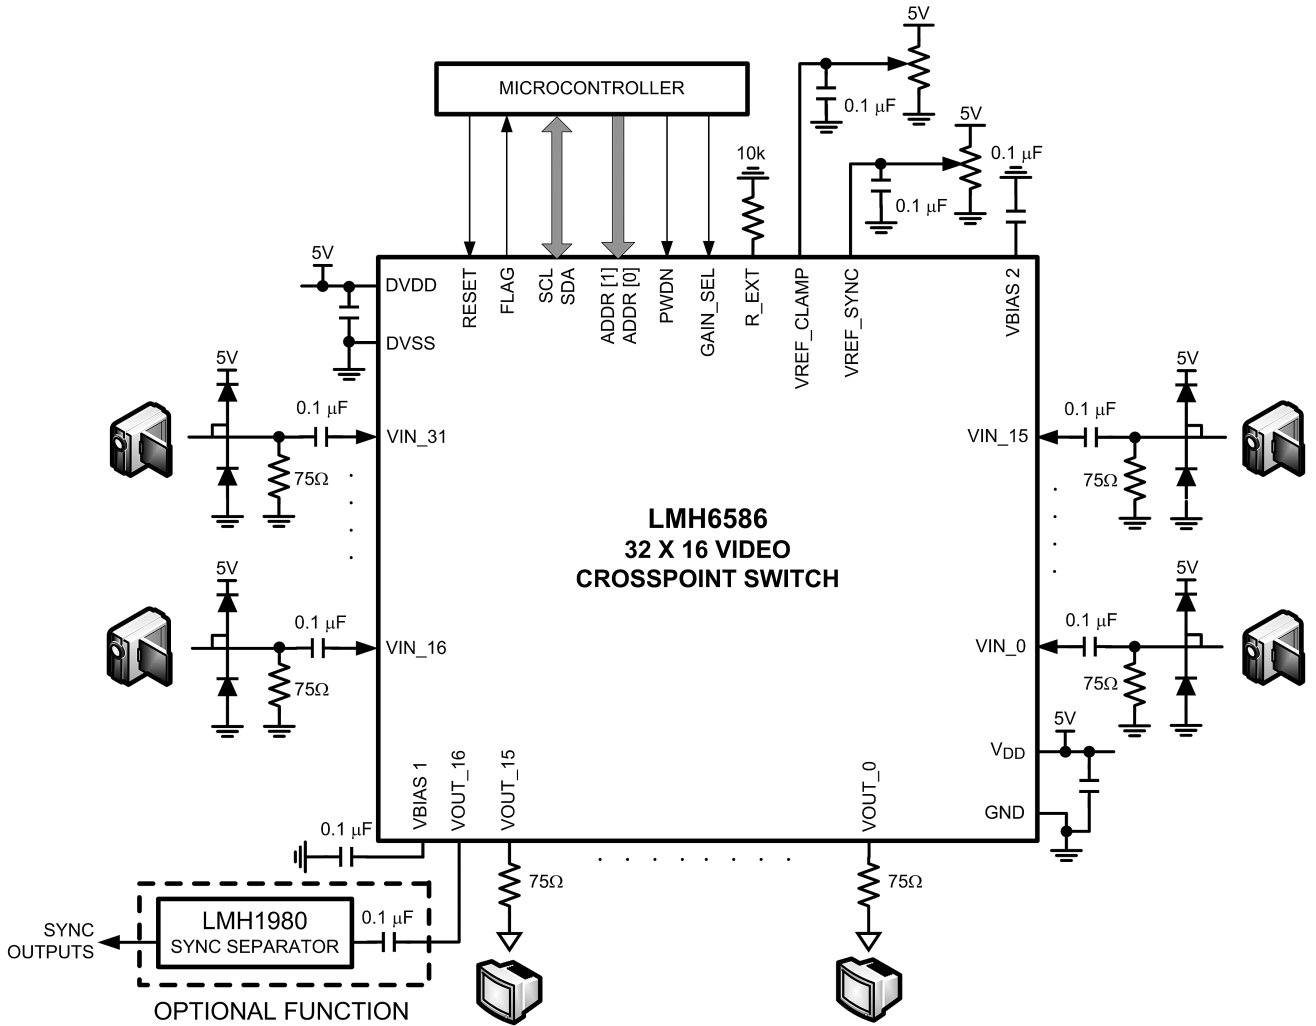 5V
MICROCONTROLLER
0.1 µF
5V
10k
0.1 µF
0.1 µF
5V
DVDD
DVSS
RESET
FLAG
SCL
SDA
ADDR [1]
ADDR [0]
PWDN
GAIN_SEL
R_EXT
VREF_CLAMP
VREF_SYNC
VBIAS 2
5V
0.1 µF
VIN_31
75Ω
5V
0.1 µF
VIN_15
75Ω
LMH6586
32 X 16 VIDEO
CROSSPOINT SWITCH
5V
0.1 µF
VIN_16
75Ω
5V
0.1 µF
VIN_0
75Ω
5V
VDD
GND
VBIAS 1
VOUT_16
VOUT_15
VOUT_0
0.1 µF
75Ω
75Ω
LMH1980
SYNC SEPARATOR
0.1 µF
SYNC
OUTPUTS
OPTIONAL FUNCTION